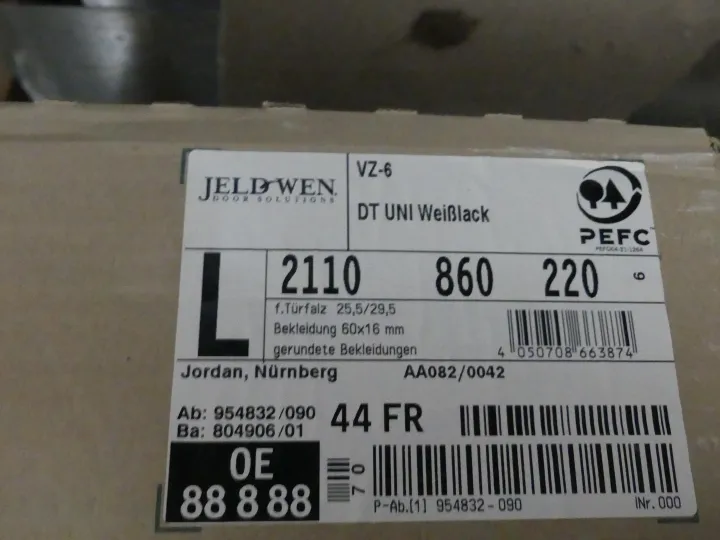 JELD-WEN.
DOOR SOLUTIONS
VZ-6
DT UNI Weißlack
PEFC
L
2110 860 220 6
f.Türfalz 25,5/29,5
Bekleidung 60x16 mm
gerundete Bekleidungen
4 050708 663874
Jordan, Nürnberg AA082/0042
Ab: 954832/090
Ba: 804906/01
44 FR
OE
88 8 88
70
P-Ab.[1] 954832-090 INr.000